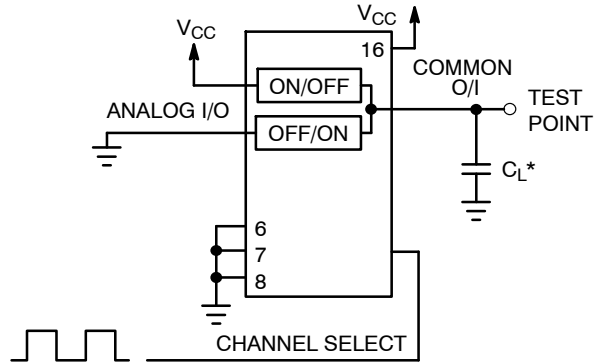 VCC
VCC
16
ON/OFF
COMMON
O/I
TEST
POINT
ANALOG I/O
OFF/ON
CL*
6
7
8
CHANNEL SELECT